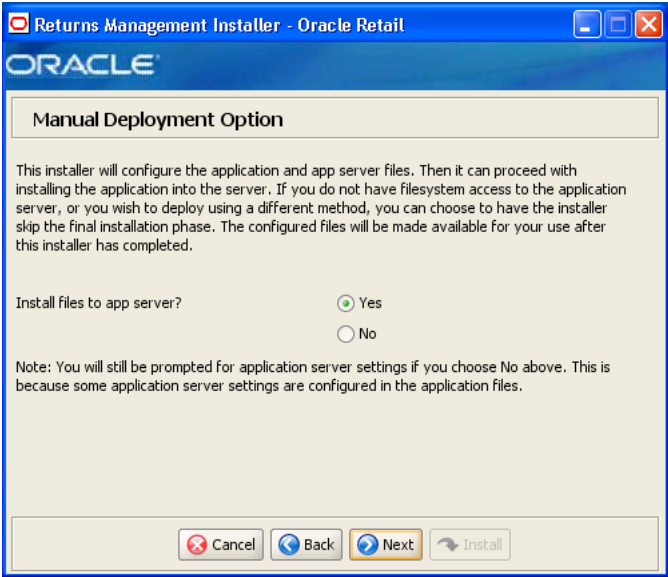 Returns Management Installer - Oracle Retail
ORACLE
Manual Deployment Option
This installer will configure the application and app server files. Then it can proceed with
installing the application into the server. If you do not have filesystem access to the application
server, or you wish to deploy using a different method, you can choose to have the installer
skip the final installation phase. The configured files will be made available for your use after
this installer has completed.
Install files to app server?
Yes
No
Note: You will still be prompted for application server settings if you choose No above. This is
because some application server settings are configured in the application files.
Cancel
Back
Next
Install